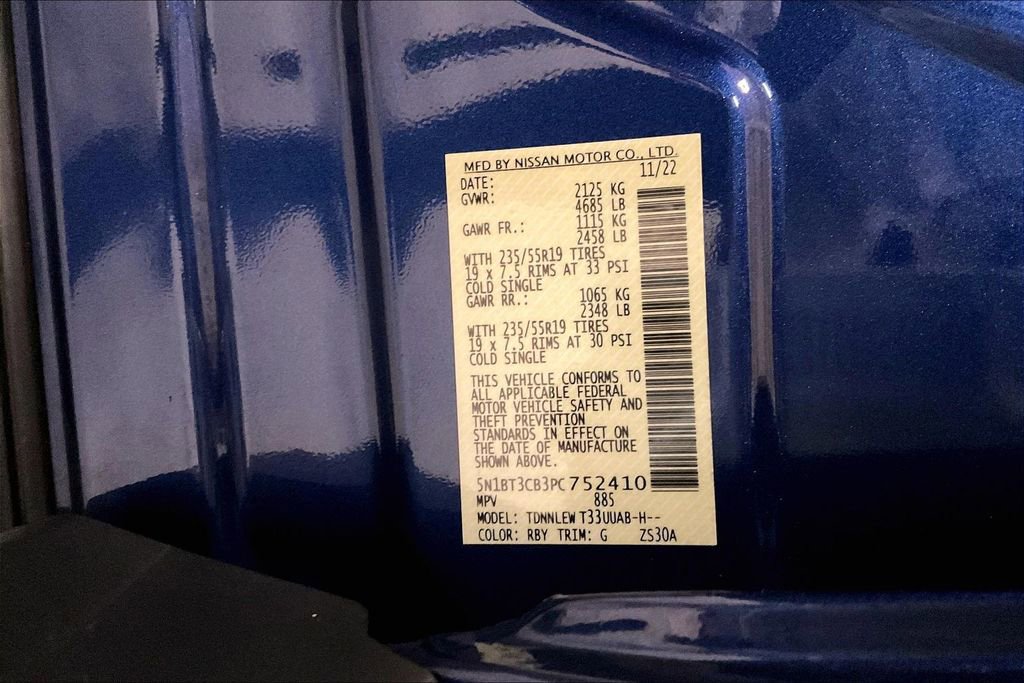 MFD BY NISSAN MOTOR CO., LTD.
DATE: 11/22
GVWR: 2125 KG
4685 LB
GAWR FR.: 1115 KG
2458 LB
WITH 235/55R19 TIRES
19 x 7.5 RIMS AT 33 PSI
COLD SINGLE
GAWR RR.: 1065 KG
2348 LB
WITH 235/55R19 TIRES
19 x 7.5 RIMS AT 30 PSI
COLD SINGLE
THIS VEHICLE CONFORMS TO
ALL APPLICABLE FEDERAL
MOTOR VEHICLE SAFETY AND
THEFT PREVENTION
STANDARDS IN EFFECT ON
THE DATE OF MANUFACTURE
SHOWN ABOVE.
5N1BT3CB3PC752410
MPV 885
MODEL: TDNNLEW T33UUAB-H--
COLOR: RBY TRIM: G ZS30A